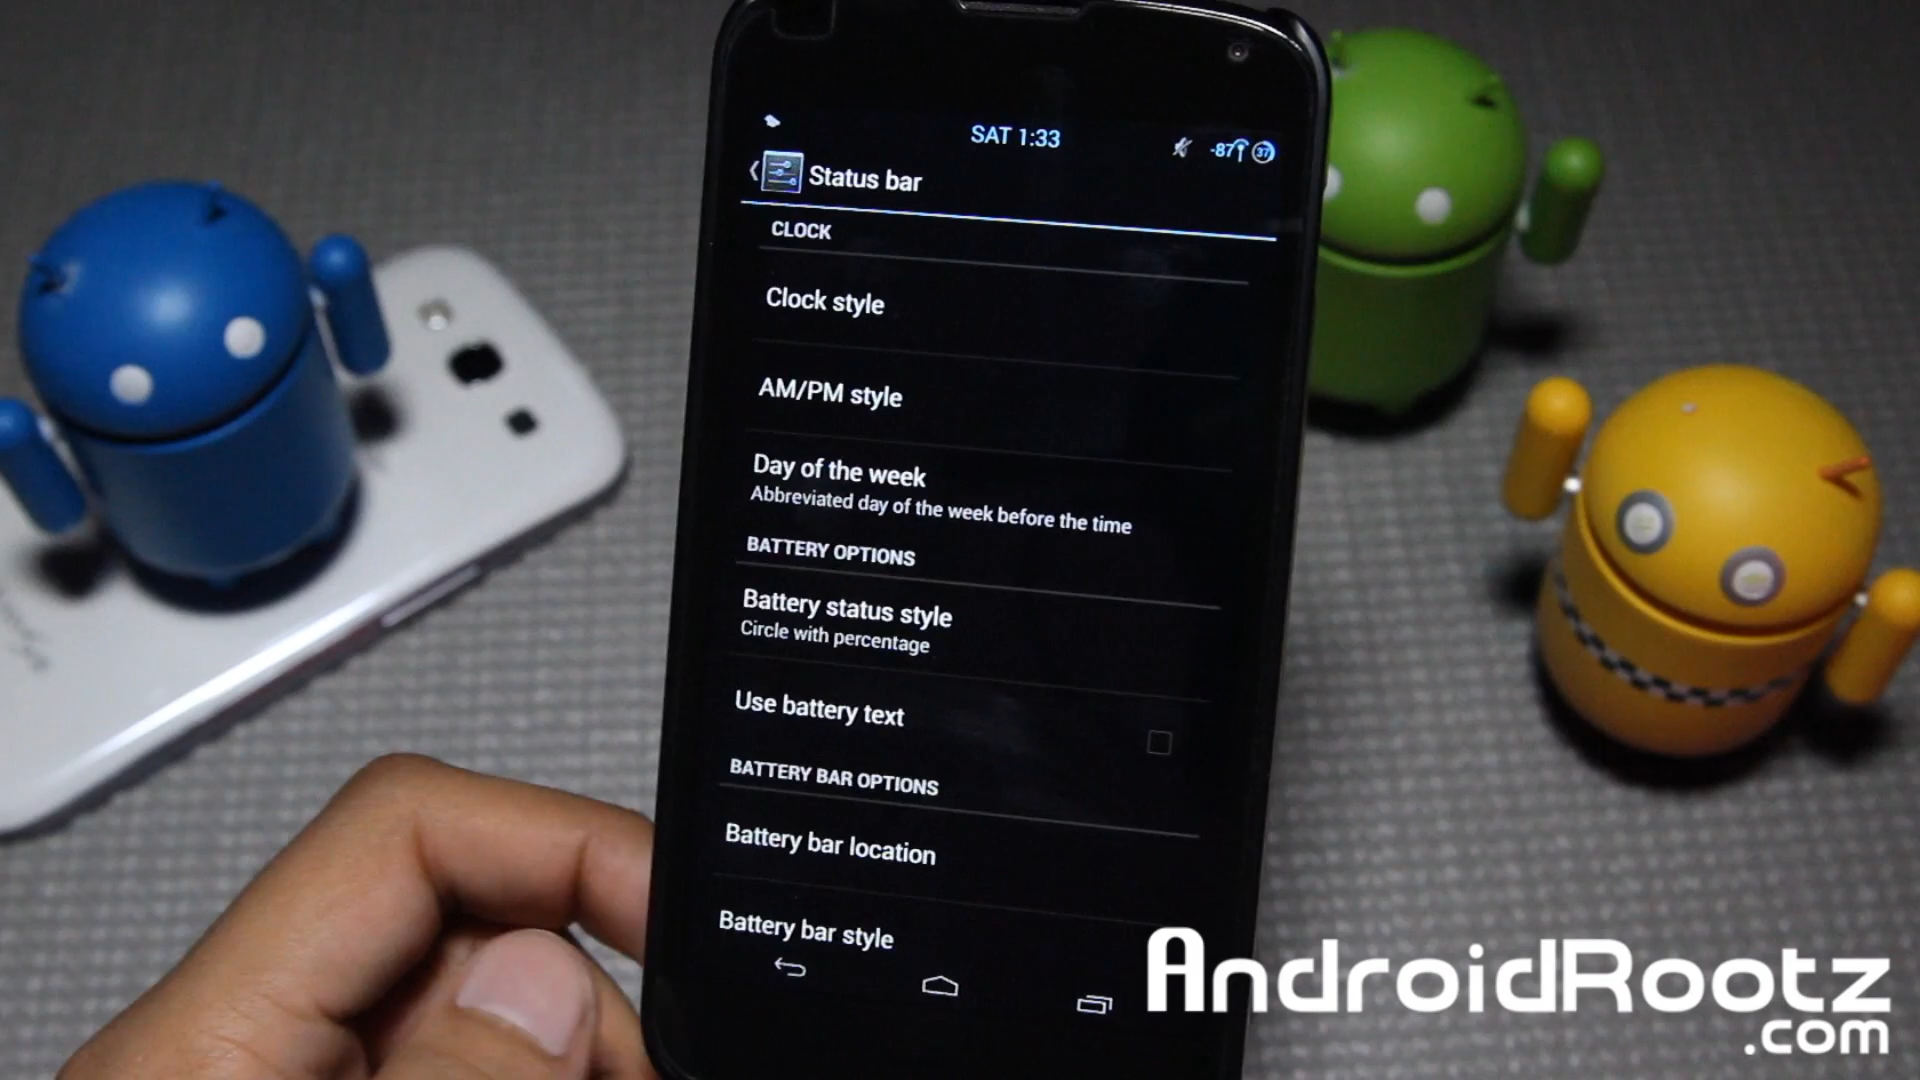 SAT 1:33
-87
37
Status bar
CLOCK
Clock style
AM/PM style
Day of the week
Abbreviated day of the week before the time
BATTERY OPTIONS
Battery status style
Circle with percentage
Use battery text
BATTERY BAR OPTIONS
Battery bar location
Battery bar style
AndroidRootz
.com